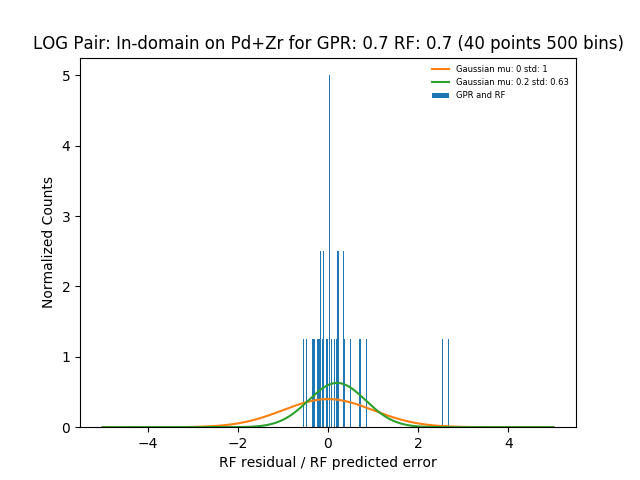 LOG Pair: In-domain on Pd+Zr for GPR: 0.7 RF: 0.7 (40 points 500 bins)
Gaussian mu: 0 std: 1
Gaussian mu: 0.2 std: 0.63
GPR and RF
Normalized Counts
5
4
3
2
1
0
−4 −2 0 2 4
RF residual / RF predicted error